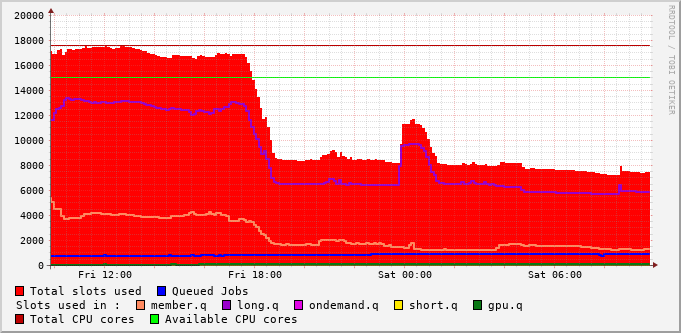 20000
18000
16000
14000
12000
10000
8000
6000
4000
2000
0
Fri 12:00 Fri 18:00 Sat 00:00 Sat 06:00
RRDTOOL / TOBI OETIKER
Total slots used Queued Jobs
Slots used in : member.q long.q ondemand.q short.q gpu.q
Total CPU cores Available CPU cores